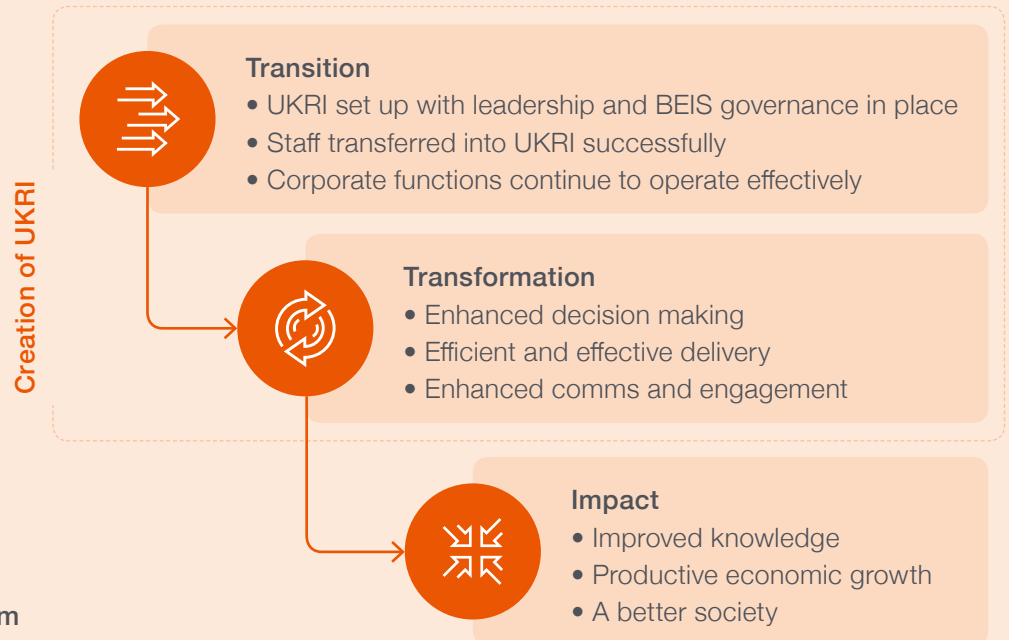 Creation of UKRI
Transition
• UKRI set up with leadership and BEIS governance in place
• Staff transferred into UKRI successfully
• Corporate functions continue to operate effectively
Transformation
• Enhanced decision making
• Efficient and effective delivery
• Enhanced comms and engagement
Impact
• Improved knowledge
• Productive economic growth
• A better society